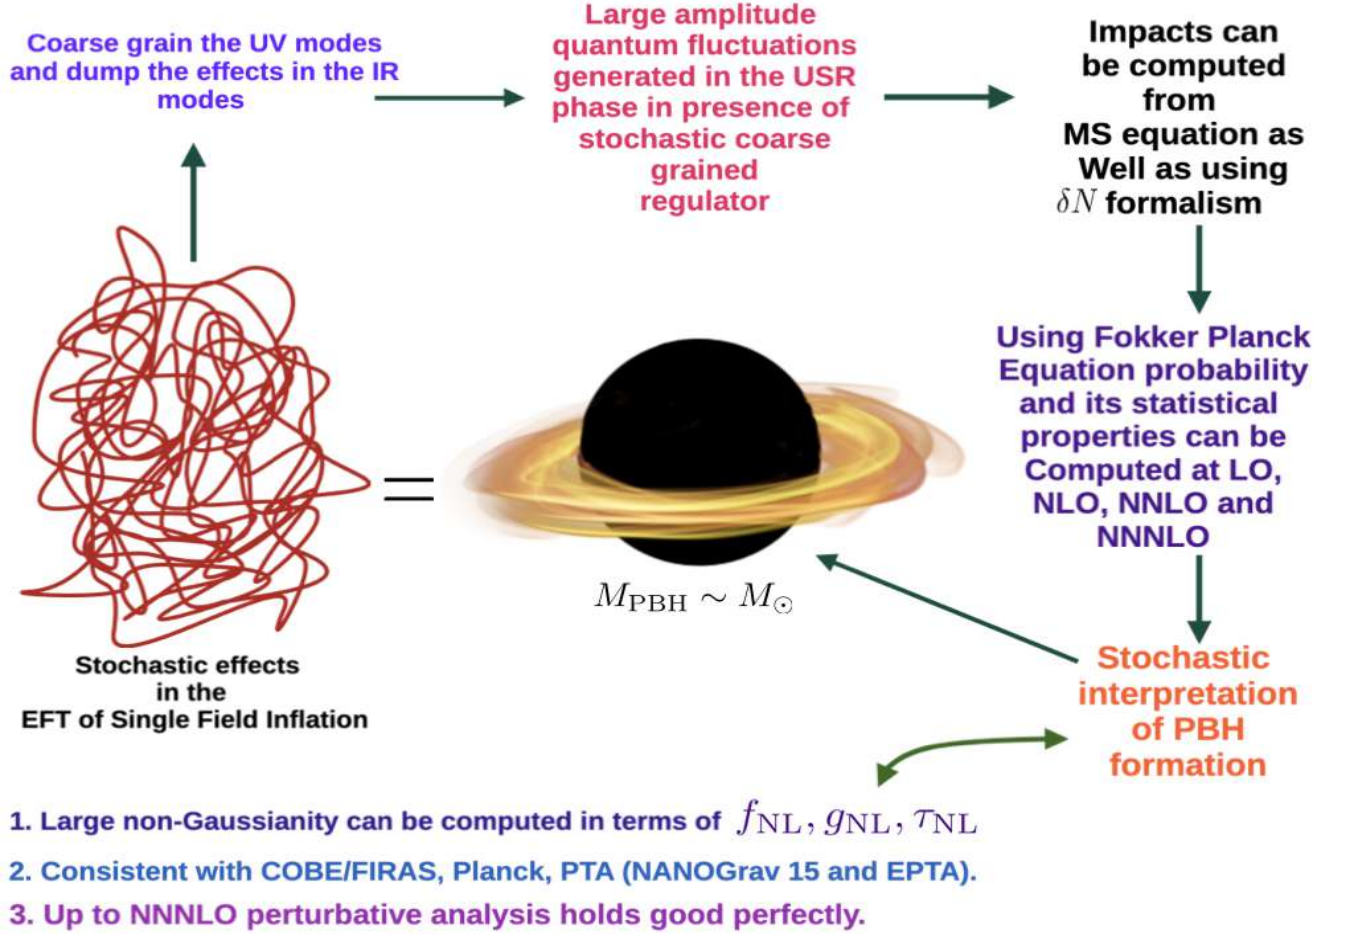 Coarse grain the UV modes
and dump the effects in the IR
modes
Large amplitude
quantum fluctuations
generated in the USR
phase in presence of
stochastic coarse
grained
regulator
Impacts can
be computed
from
MS equation as
Well as using
δN formalism
Using Fokker Planck
Equation probability
and its statistical
properties can be
Computed at LO,
NLO, NNLO and
NNNLO
Stochastic
interpretation
of PBH
formation
=
M_PBH ∼ M_⊙
Stochastic effects
in the
EFT of Single Field Inflation
1. Large non-Gaussianity can be computed in terms of f_NL, g_NL, τ_NL
2. Consistent with COBE/FIRAS, Planck, PTA (NANOGrav 15 and EPTA).
3. Up to NNNLO perturbative analysis holds good perfectly.